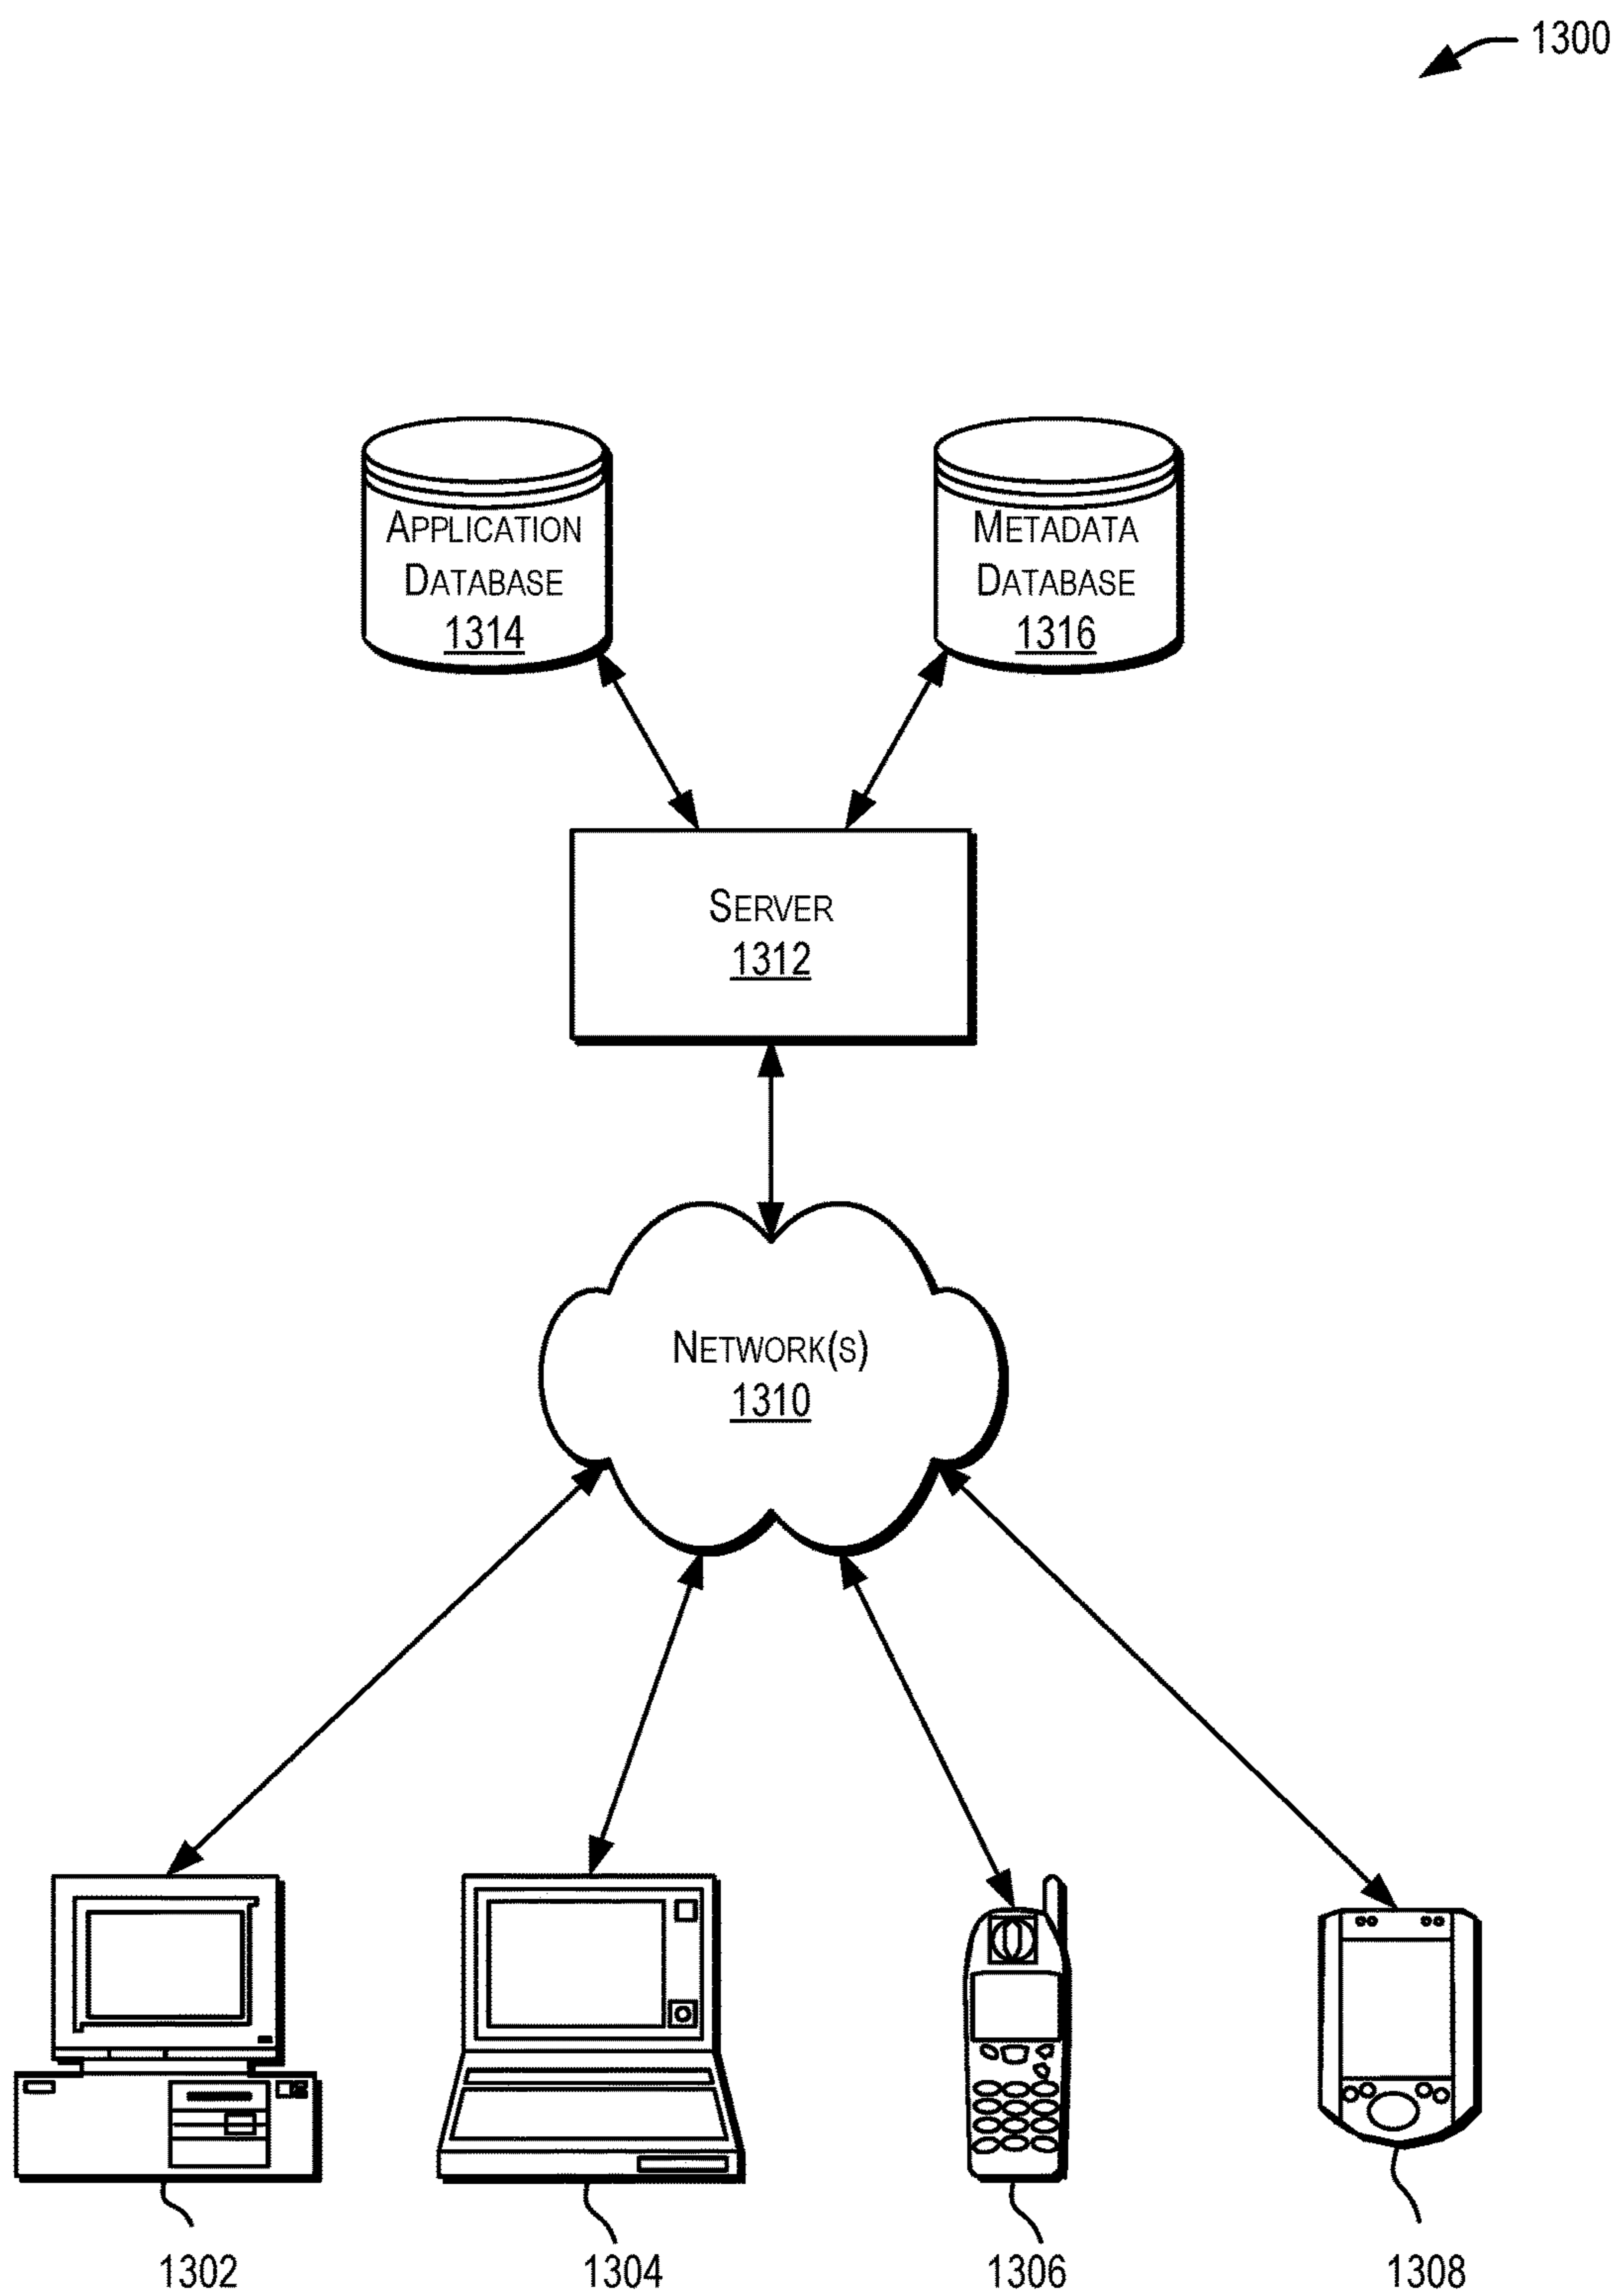 1300
APPLICATION
DATABASE
1314
METADATA
DATABASE
1316
SERVER
1312
NETWORK(S)
1310
1302
1304
1306
1308